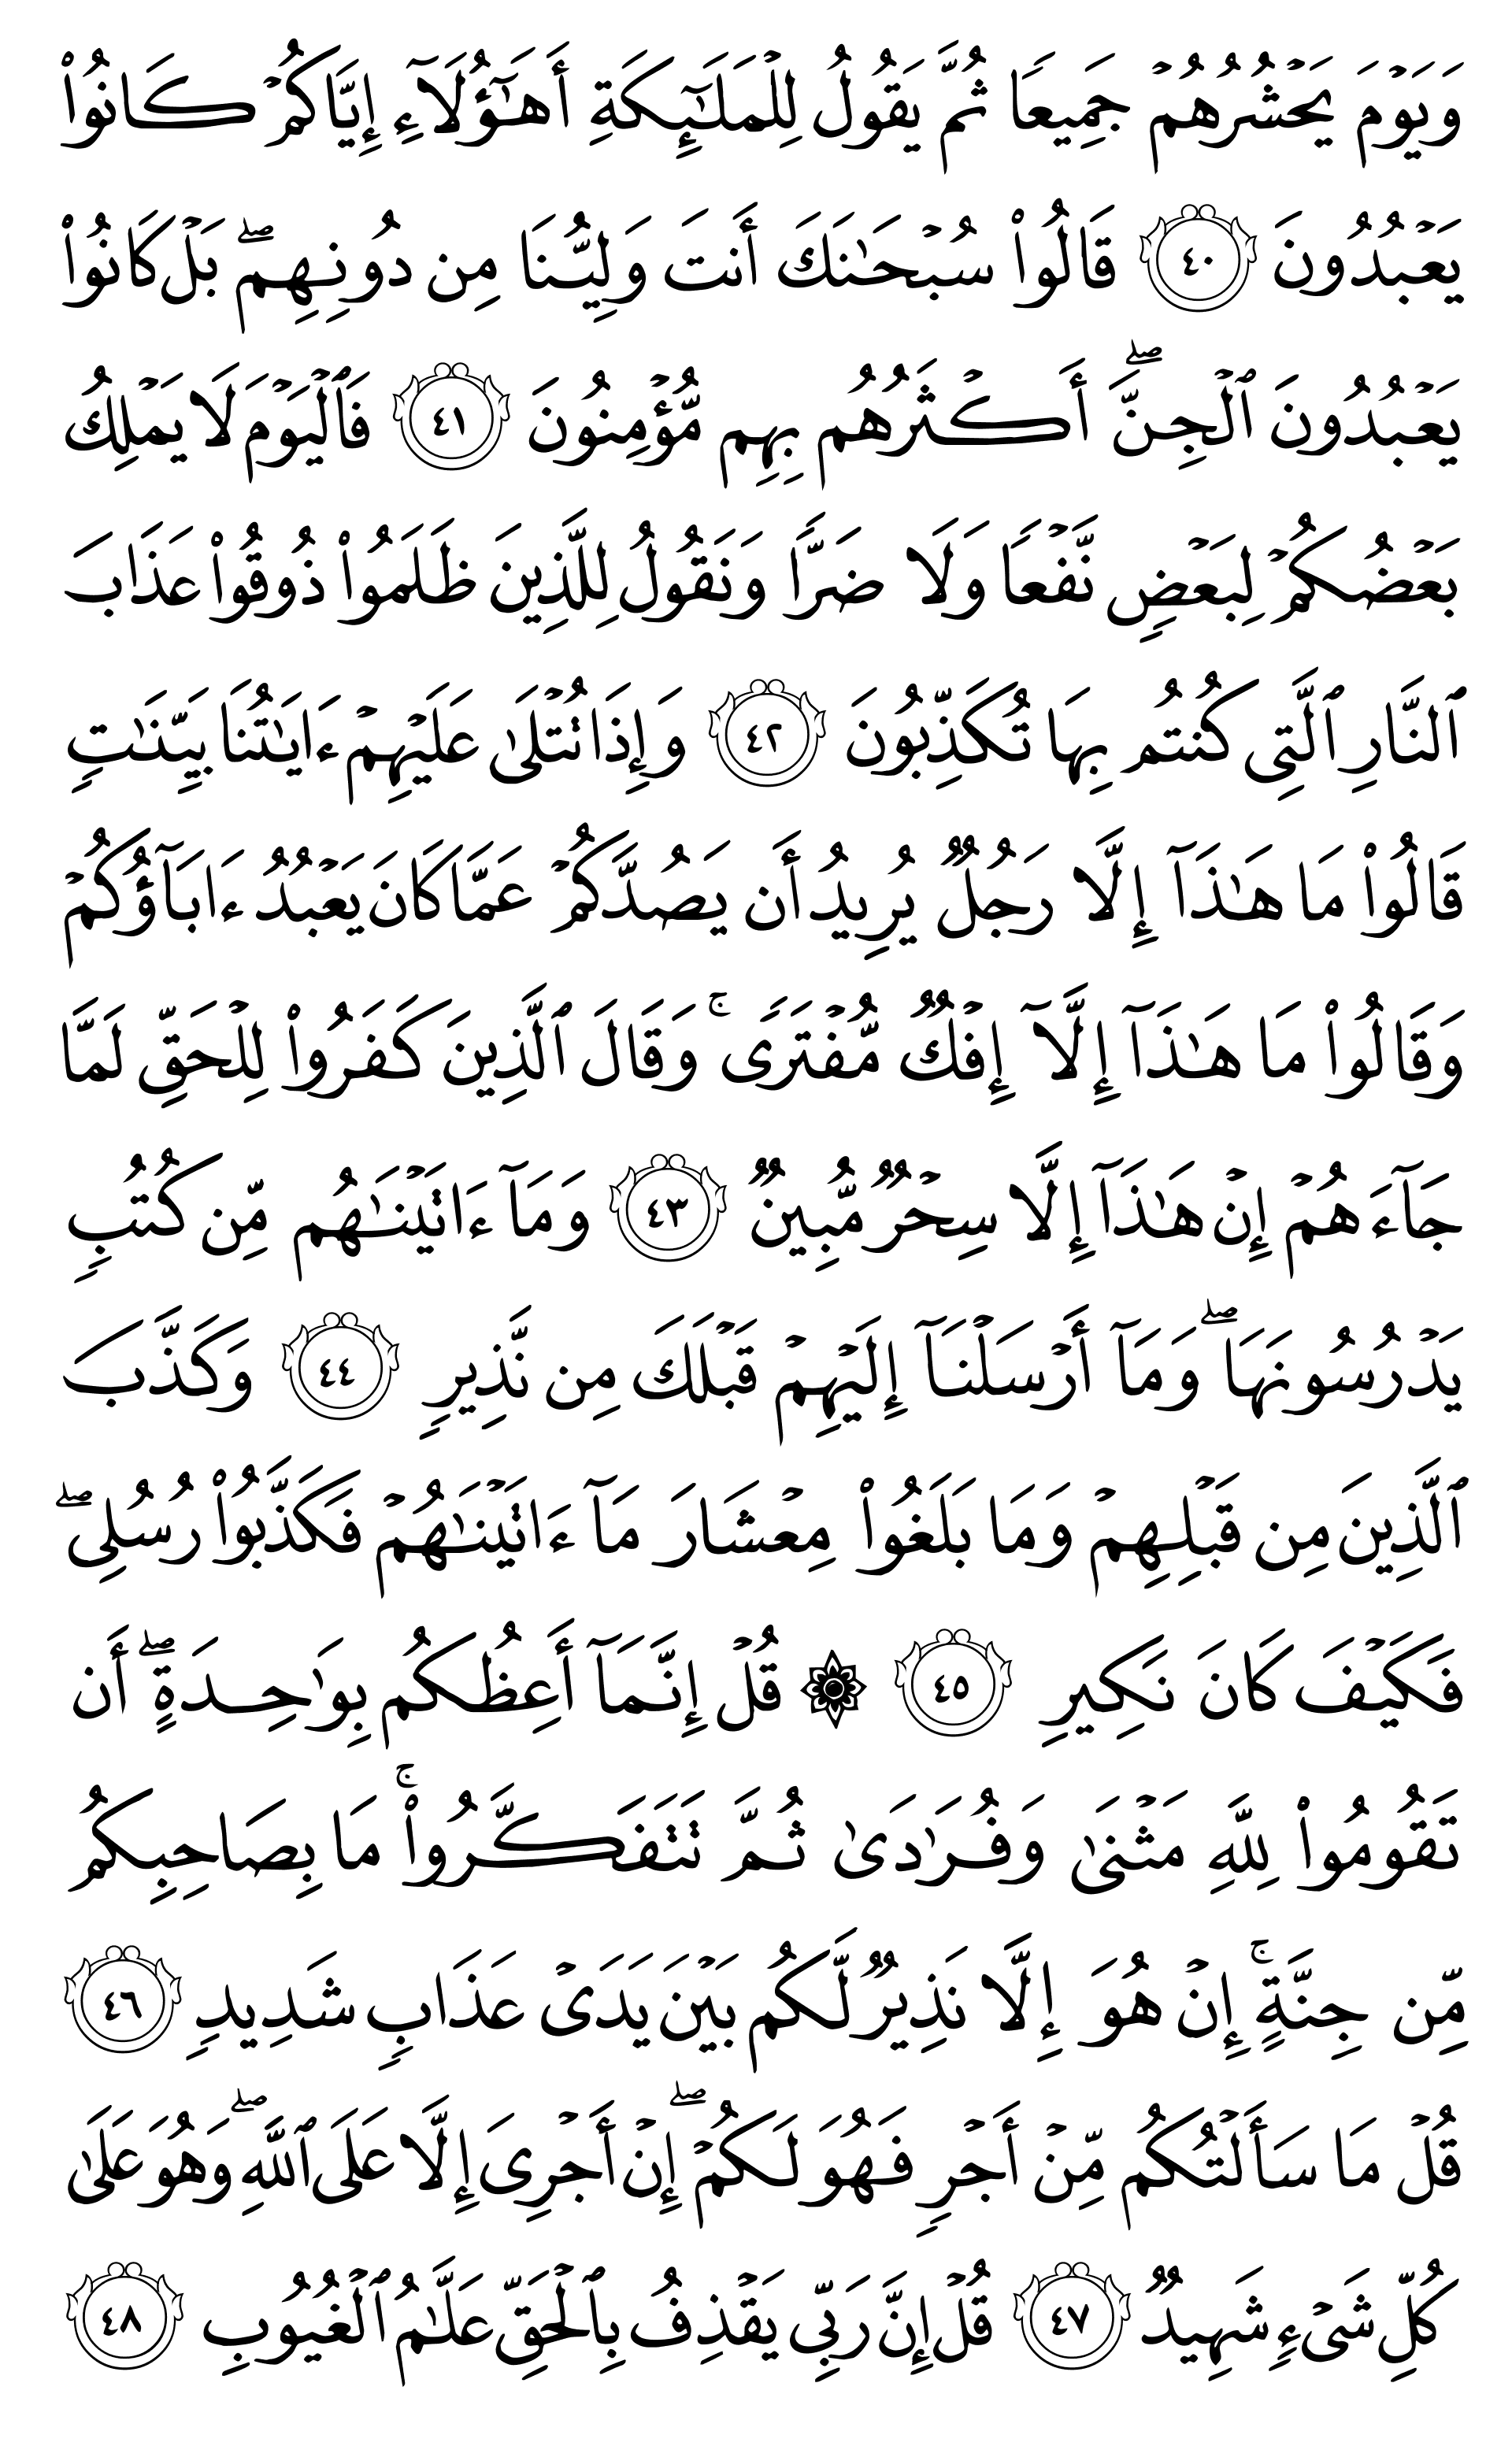 وَيَوۡمَ يَحۡشُرُهُمۡ جَمِيعٗا ثُمَّ يَقُولُ لِلۡمَلَٰٓئِكَةِ أَهَٰٓؤُلَآءِ إِيَّاكُمۡ كَانُواْ
يَعۡبُدُونَ ٤٠ قَالُواْ سُبۡحَٰنَكَ أَنتَ وَلِيُّنَا مِن دُونِهِمۖ بَلۡ كَانُواْ
يَعۡبُدُونَ ٱلۡجِنَّۖ أَكۡثَرُهُم بِهِم مُّؤۡمِنُونَ ٤١ فَٱلۡيَوۡمَ لَا يَمۡلِكُ
بَعۡضُكُمۡ لِبَعۡضٖ نَّفۡعٗا وَلَا ضَرّٗا وَنَقُولُ لِلَّذِينَ ظَلَمُواْ ذُوقُواْ عَذَابَ
ٱلنَّارِ ٱلَّتِي كُنتُم بِهَا تُكَذِّبُونَ ٤٢ وَإِذَا تُتۡلَىٰ عَلَيۡهِمۡ ءَايَٰتُنَا بَيِّنَٰتٖ
قَالُواْ مَا هَٰذَآ إِلَّا رَجُلٞ يُرِيدُ أَن يَصُدَّكُمۡ عَمَّا كَانَ يَعۡبُدُ ءَابَآؤُكُمۡ
وَقَالُواْ مَا هَٰذَآ إِلَّآ إِفۡكٞ مُّفۡتَرٗىۚ وَقَالَ ٱلَّذِينَ كَفَرُواْ لِلۡحَقِّ لَمَّا
جَآءَهُمۡ إِنۡ هَٰذَآ إِلَّا سِحۡرٞ مُّبِينٞ ٤٣ وَمَآ ءَاتَيۡنَٰهُم مِّن كُتُبٖ
يَدۡرُسُونَهَاۖ وَمَآ أَرۡسَلۡنَآ إِلَيۡهِمۡ قَبۡلَكَ مِن نَّذِيرٖ ٤٤ وَكَذَّبَ
ٱلَّذِينَ مِن قَبۡلِهِمۡ وَمَا بَلَغُواْ مِعۡشَارَ مَآ ءَاتَيۡنَٰهُمۡ فَكَذَّبُواْ رُسُلِيۖ
فَكَيۡفَ كَانَ نَكِيرِ ٤٥ ۞ قُلۡ إِنَّمَآ أَعِظُكُم بِوَٰحِدَةٍۖ أَن
تَقُومُواْ لِلَّهِ مَثۡنَىٰ وَفُرَٰدَىٰ ثُمَّ تَتَفَكَّرُواْۚ مَا بِصَاحِبِكُم
مِّن جِنَّةٍۚ إِنۡ هُوَ إِلَّا نَذِيرٞ لَّكُم بَيۡنَ يَدَيۡ عَذَابٖ شَدِيدٖ ٤٦
قُلۡ مَا سَأَلۡتُكُم مِّنۡ أَجۡرٖ فَهُوَ لَكُمۡۖ إِنۡ أَجۡرِيَ إِلَّا عَلَى ٱللَّهِۖ وَهُوَ عَلَىٰ
كُلِّ شَيۡءٖ شَهِيدٞ ٤٧ قُلۡ إِنَّ رَبِّي يَقۡذِفُ بِٱلۡحَقِّ عَلَّٰمُ ٱلۡغُيُوبِ ٤٨